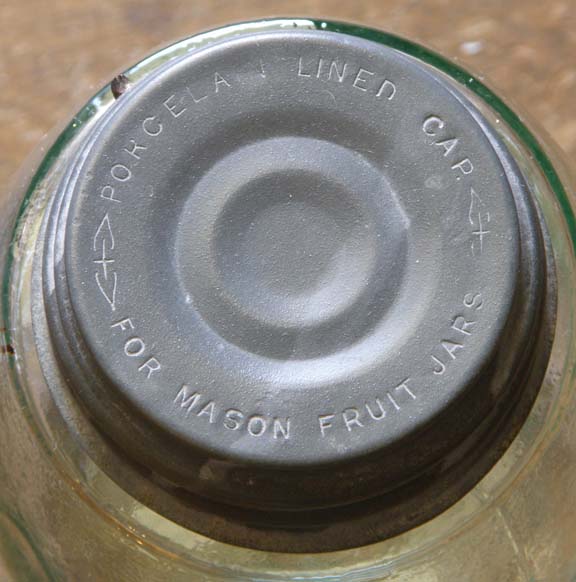 PORCELAIN LINED CAP
FOR MASON FRUIT JARS